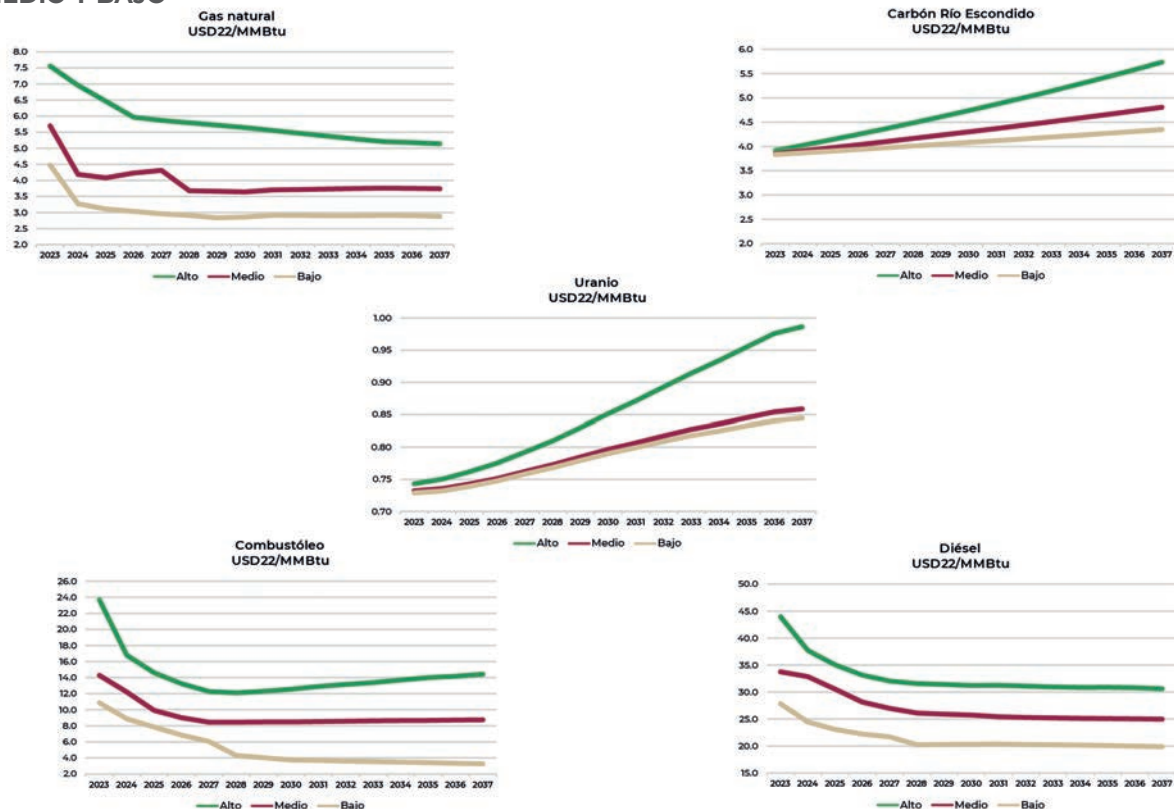 MEDIO Y BAJO
Gas natural
USD22/MMBtu
8.0
7.5
7.0
6.5
6.0
5.5
5.0
4.5
4.0
3.5
3.0
2.5
2.0
2023 2024 2025 2026 2027 2028 2029 2030 2031 2032 2033 2034 2035 2036 2037
Alto Medio Bajo
Carbón Río Escondido
USD22/MMBtu
6.0
5.5
5.0
4.5
4.0
3.5
3.0
2.5
2.0
2023 2024 2025 2026 2027 2028 2029 2030 2031 2032 2033 2034 2035 2036 2037
Alto Medio Bajo
Uranio
USD22/MMBtu
1.00
0.95
0.90
0.85
0.80
0.75
0.70
2023 2024 2025 2026 2027 2028 2029 2030 2031 2032 2033 2034 2035 2036 2037
Alto Medio Bajo
Combustóleo
USD22/MMBtu
26.0
24.0
22.0
20.0
18.0
16.0
14.0
12.0
10.0
8.0
6.0
4.0
2.0
2023 2024 2025 2026 2027 2028 2029 2030 2031 2032 2033 2034 2035 2036 2037
Alto Medio Bajo
Diésel
USD22/MMBtu
50.0
45.0
40.0
35.0
30.0
25.0
20.0
15.0
2023 2024 2025 2026 2027 2028 2029 2030 2031 2032 2033 2034 2035 2036 2037
Alto Medio Bajo